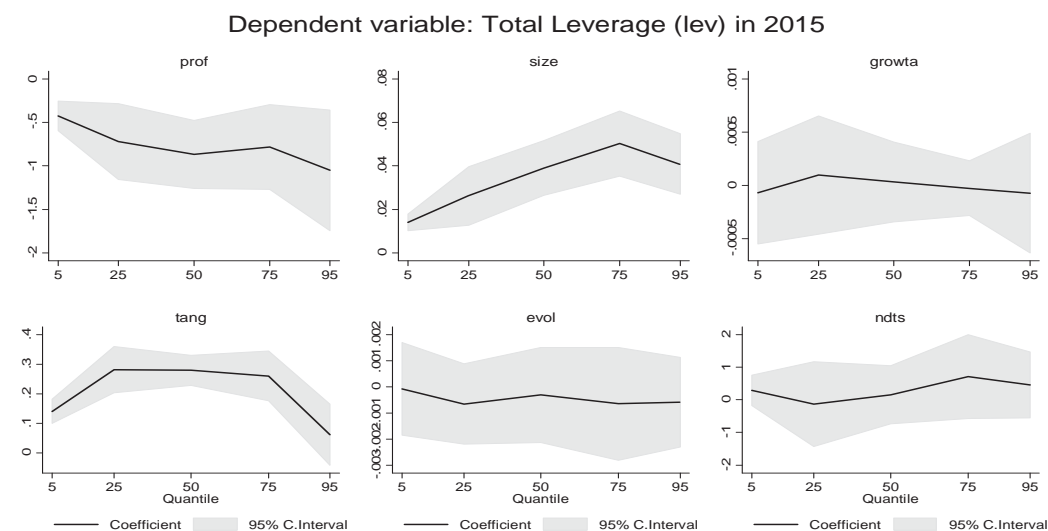 Dependent variable: Total Leverage (lev) in 2015
prof
0
-.5
-1
-1.5
-2
5 25 50 75 95
size
.08
.06
.04
.02
0
5 25 50 75 95
growta
.001
.0005
0
-.0005
5 25 50 75 95
tang
.4
.3
.2
.1
0
5 25 50 75 95
Quantile
Coefficient 95% C.Interval
evol
-.003.002.001 0 .001.002
5 25 50 75 95
Quantile
Coefficient 95% C.Interval
ndts
2
1
0
-1
-2
5 25 50 75 95
Quantile
Coefficient 95% C.Interval